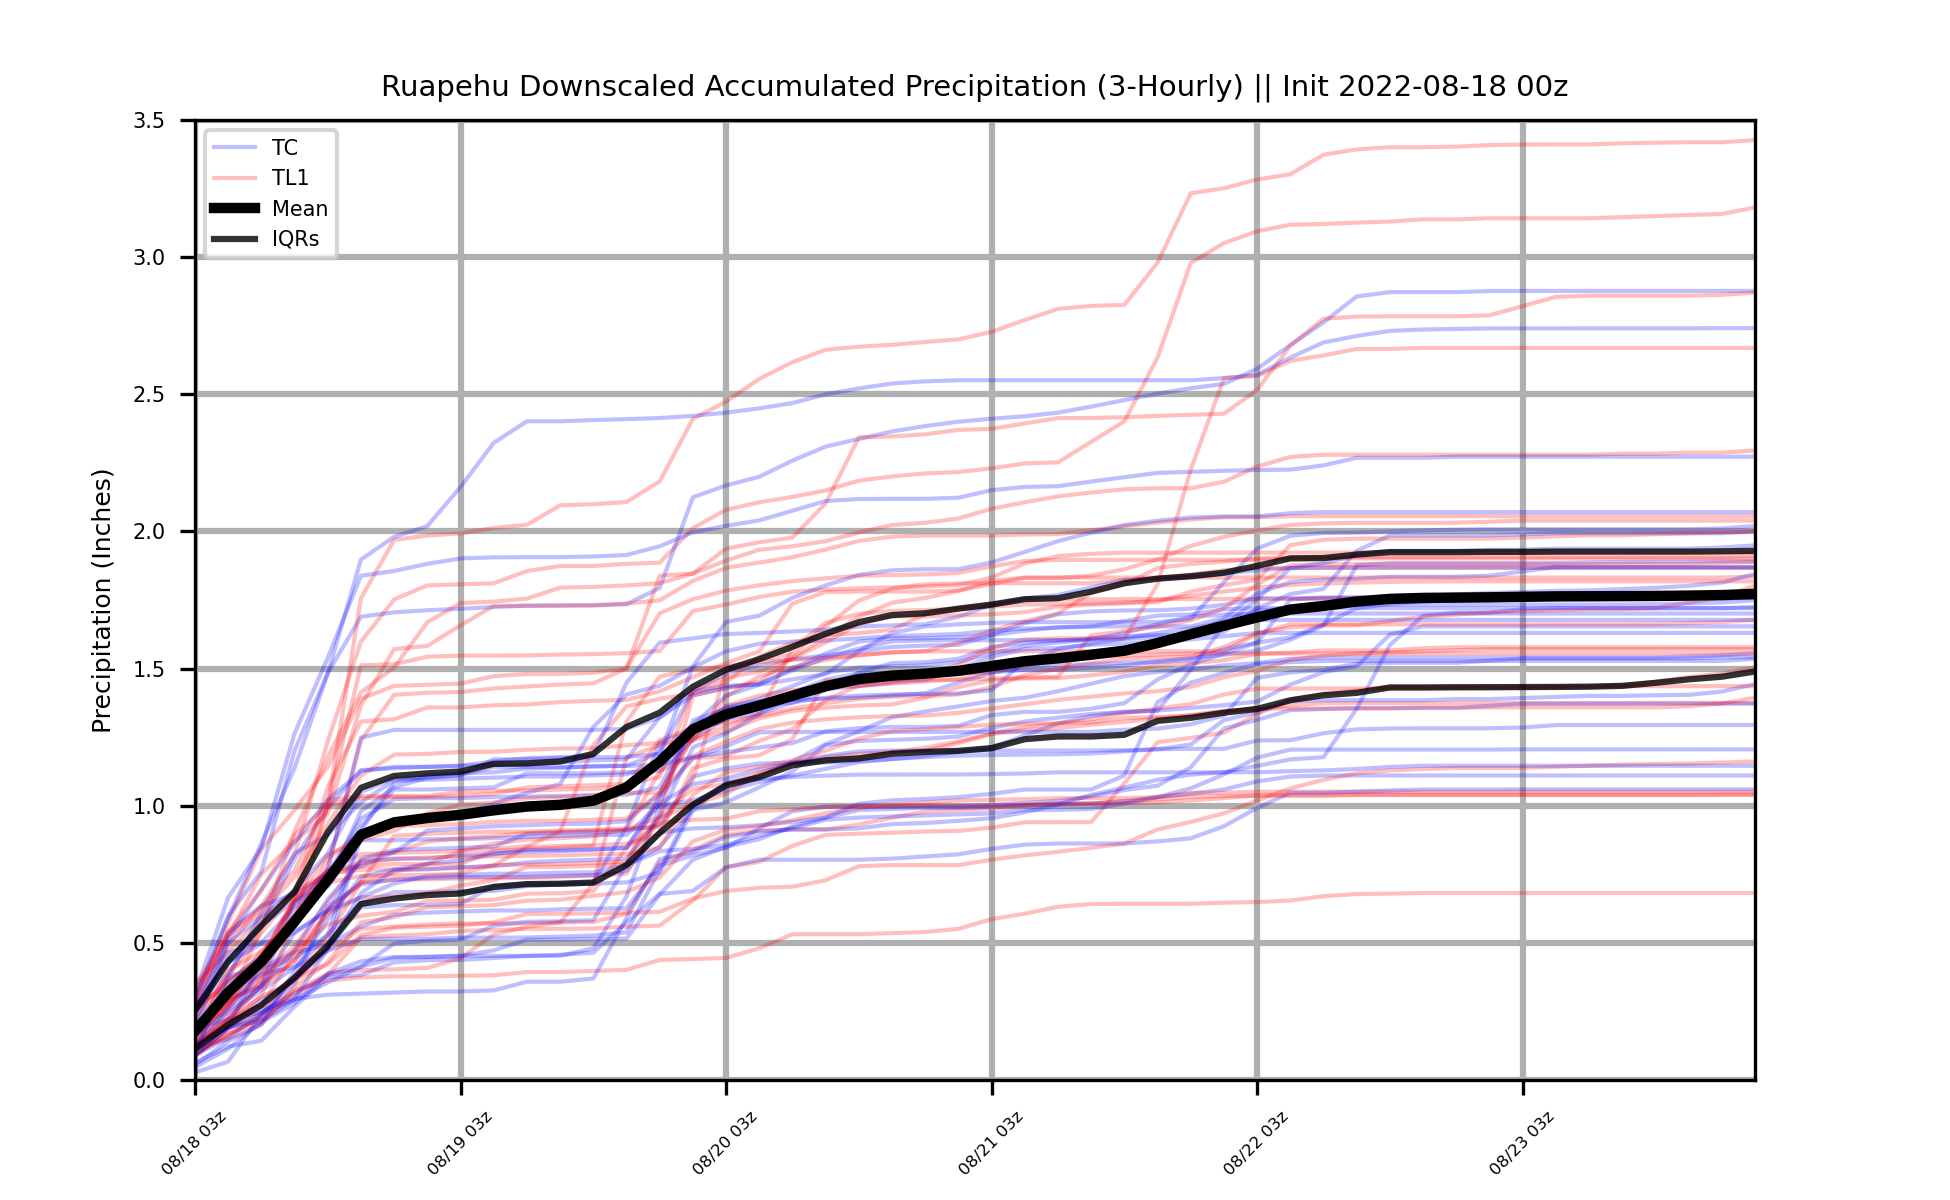 Ruapehu Downscaled Accumulated Precipitation (3-Hourly) || Init 2022-08-18 00z
TC
TL1
Mean
IQRs
Precipitation (Inches)
3.5
3.0
2.5
2.0
1.5
1.0
0.5
0.0
08/18 03z
08/19 03z
08/20 03z
08/21 03z
08/22 03z
08/23 03z